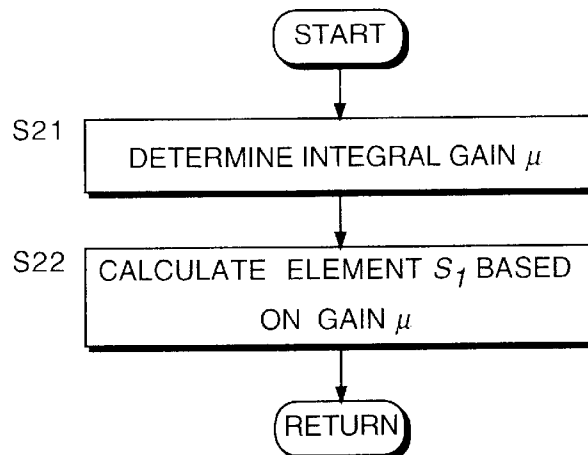 START
S21
DETERMINE INTEGRAL GAIN μ
S22
CALCULATE ELEMENT S1 BASED
ON GAIN μ
RETURN